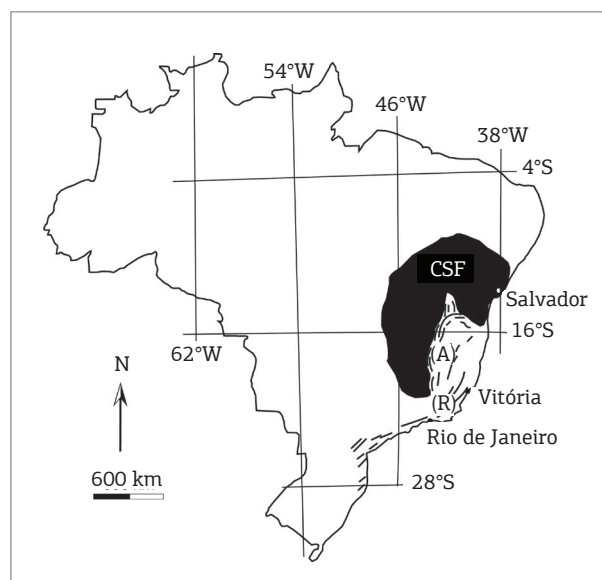 54°W
46°W
38°W
4°S
CSF
Salvador
16°S
62°W
(A)
N
(R)
Vitória
Rio de Janeiro
600 km
28°S